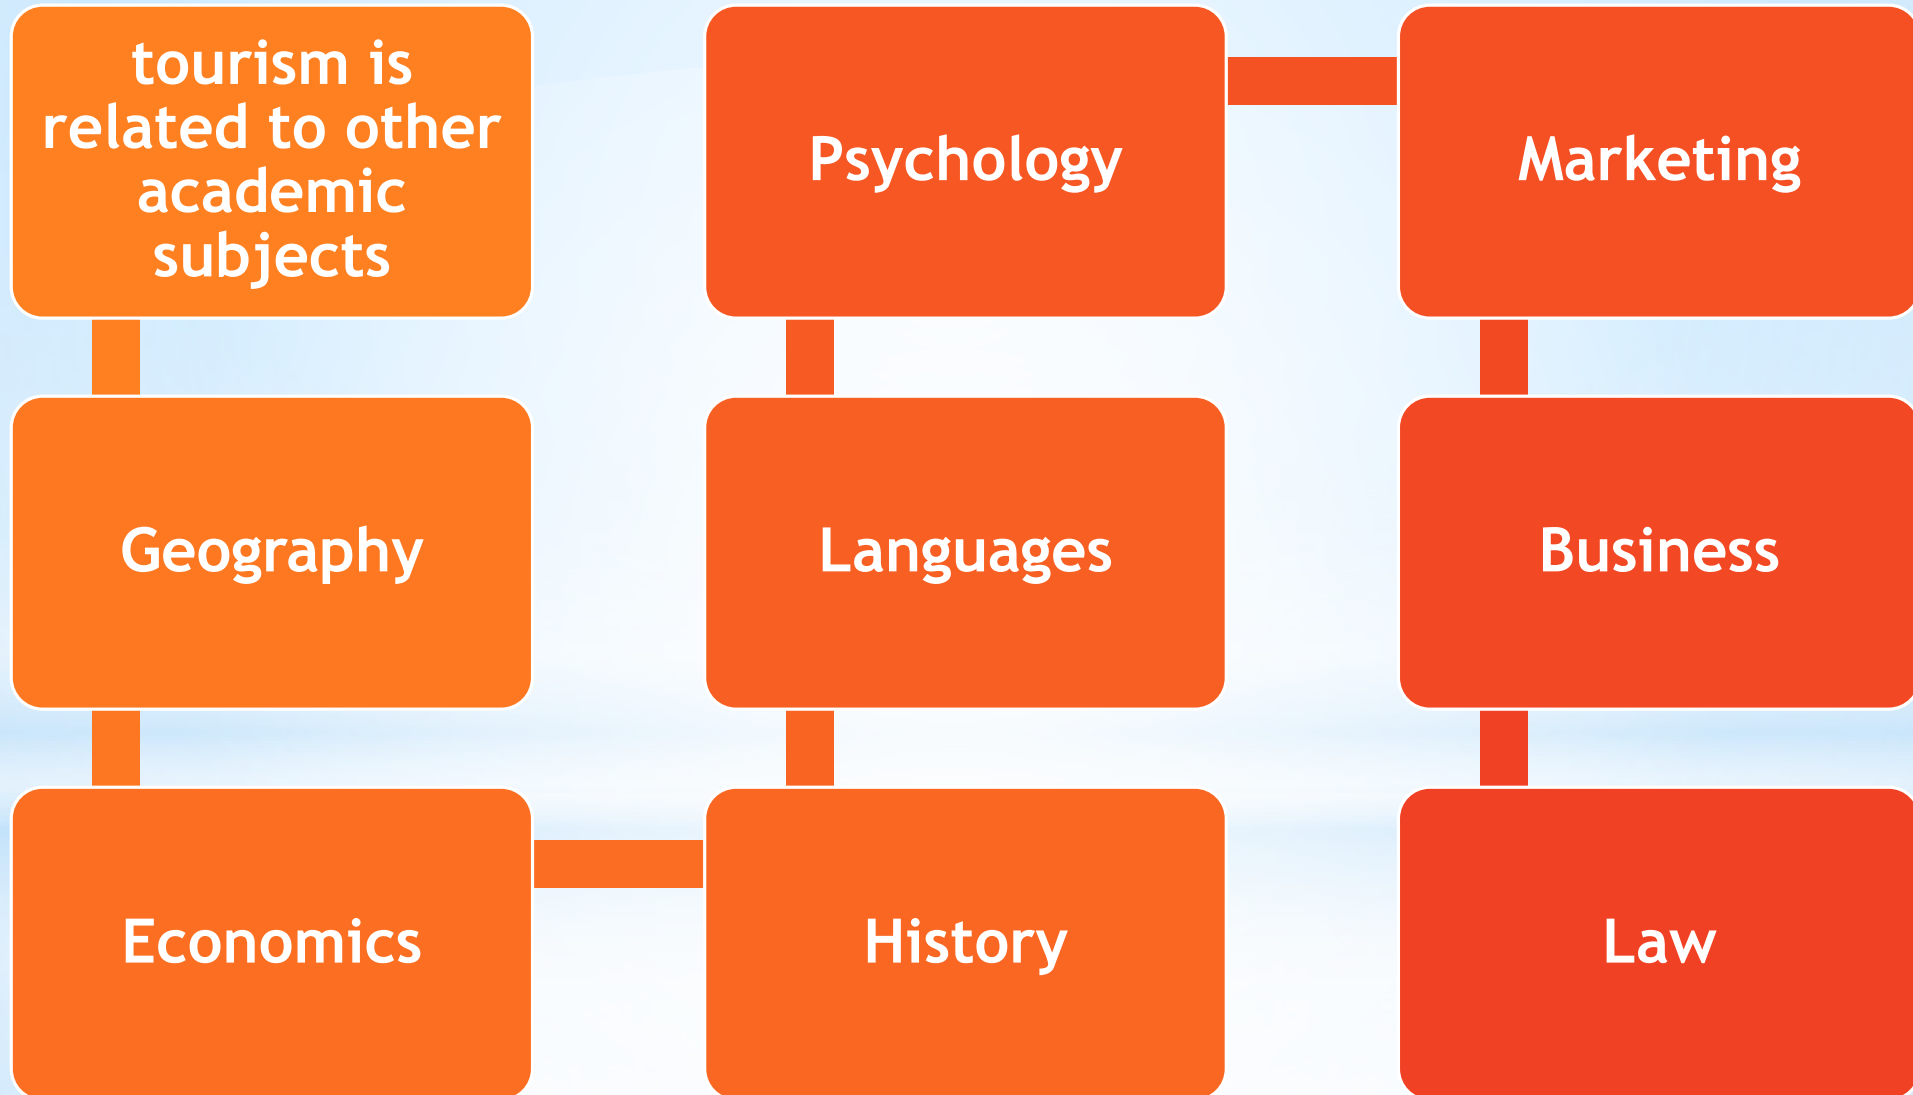 tourism is
related to other
academic
subjects
Geography
Economics
History
Languages
Psychology
Marketing
Business
Law